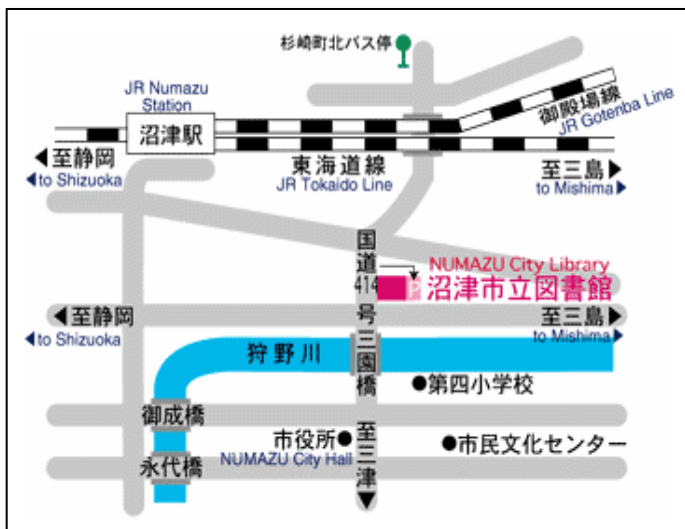 杉崎町北バス停
JR Numazu
Station
沼津駅
御殿場線
JR Gotenba Line
至静岡
to Shizuoka
東海道線
JR Tokaido Line
至三島
to Mishima
国道414号
NUMAZU City Library
P
沼津市立図書館
至静岡
to Shizuoka
至三島
to Mishima
狩野川
三園橋
第四小学校
御成橋
市役所
NUMAZU City Hall
至三津
市民文化センター
永代橋